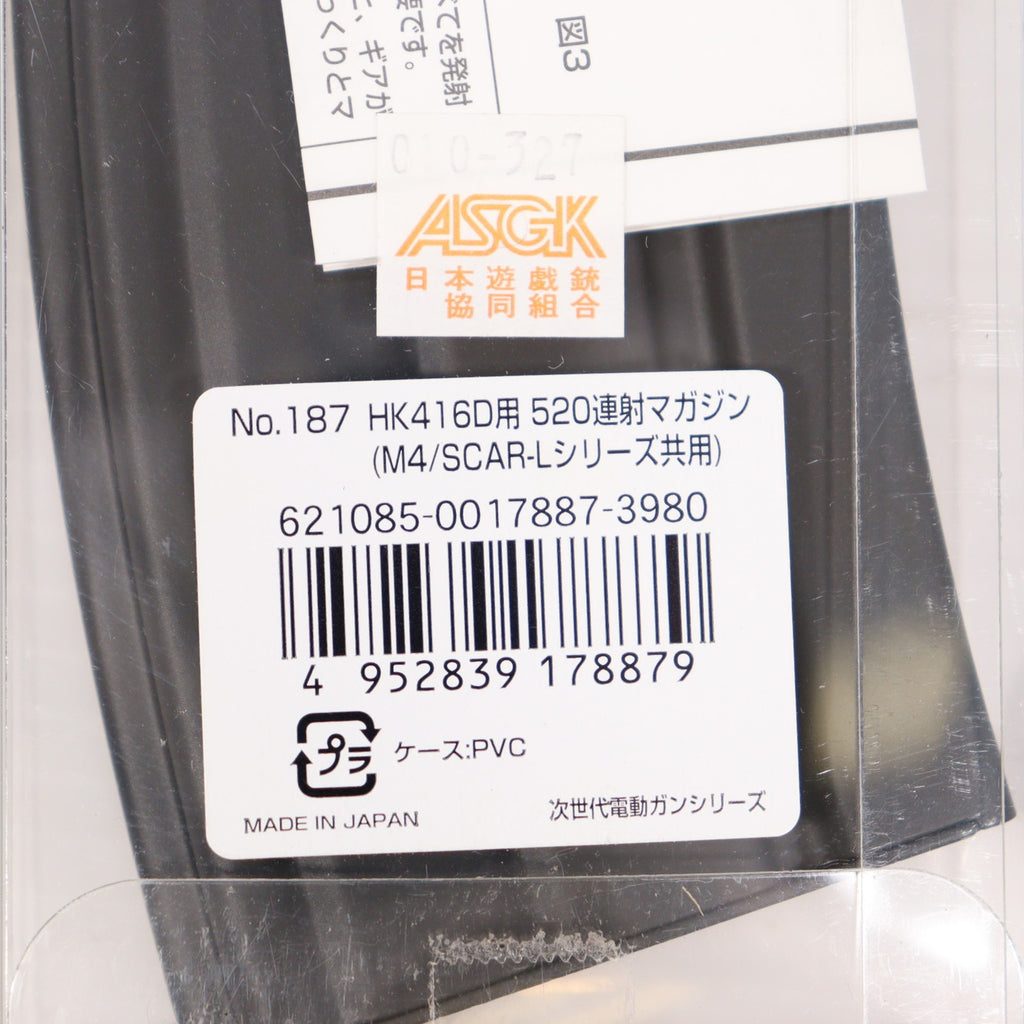 図3
べてを発射
要です。
に、ギアが
っくりとマ
010-327
ASGK
日本遊戯銃
協同組合
No.187 HK416D用 520連射マガジン
(M4/SCAR-Lシリーズ共用)
621085-0017887-3980
4 952839 178879
プラ ケース:PVC
MADE IN JAPAN
次世代電動ガンシリーズ